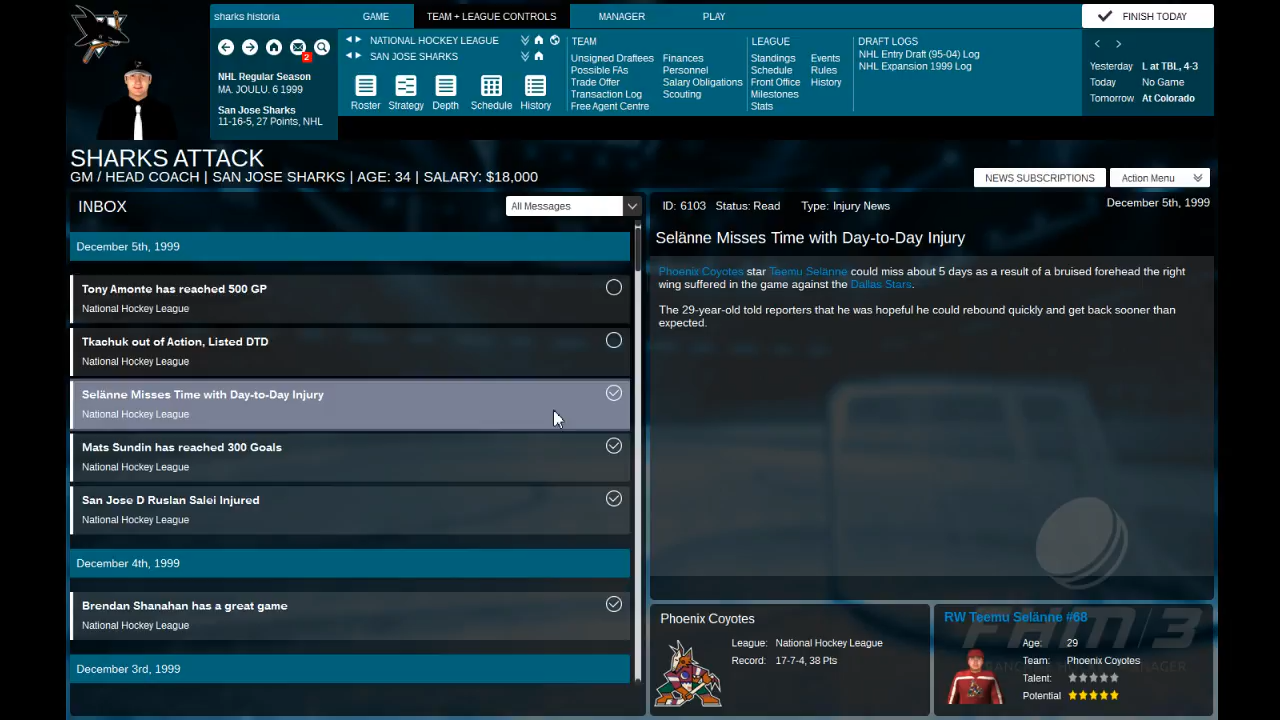 sharks historia
GAME
TEAM + LEAGUE CONTROLS
MANAGER
PLAY
FINISH TODAY
2
NHL Regular Season
MA. JOULU. 6 1999
San Jose Sharks
11-16-5, 27 Points, NHL
NATIONAL HOCKEY LEAGUE
SAN JOSE SHARKS
Roster
Strategy
Depth
Schedule
History
TEAM
Unsigned Draftees
Possible FAs
Trade Offer
Transaction Log
Free Agent Centre
Finances
Personnel
Salary Obligations
Scouting
LEAGUE
Standings
Schedule
Front Office
Milestones
Stats
Events
Rules
History
DRAFT LOGS
NHL Entry Draft (95-04) Log
NHL Expansion 1999 Log
Yesterday L at TBL, 4-3
Today No Game
Tomorrow At Colorado
SHARKS ATTACK
GM / HEAD COACH | SAN JOSE SHARKS | AGE: 34 | SALARY: $18,000
NEWS SUBSCRIPTIONS
Action Menu
INBOX
All Messages
December 5th, 1999
Tony Amonte has reached 500 GP
National Hockey League
Tkachuk out of Action, Listed DTD
National Hockey League
Selänne Misses Time with Day-to-Day Injury
National Hockey League
Mats Sundin has reached 300 Goals
National Hockey League
San Jose D Ruslan Salei Injured
National Hockey League
December 4th, 1999
Brendan Shanahan has a great game
National Hockey League
December 3rd, 1999
ID: 6103 Status: Read Type: Injury News
December 5th, 1999
Selänne Misses Time with Day-to-Day Injury
Phoenix Coyotes star Teemu Selänne could miss about 5 days as a result of a bruised forehead the right
wing suffered in the game against the Dallas Stars.
The 29-year-old told reporters that he was hopeful he could rebound quickly and get back sooner than
expected.
Phoenix Coyotes
League: National Hockey League
Record: 17-7-4, 38 Pts
RW Teemu Selänne #68
Age: 29
Team: Phoenix Coyotes
Talent:
Potential
FHM/3